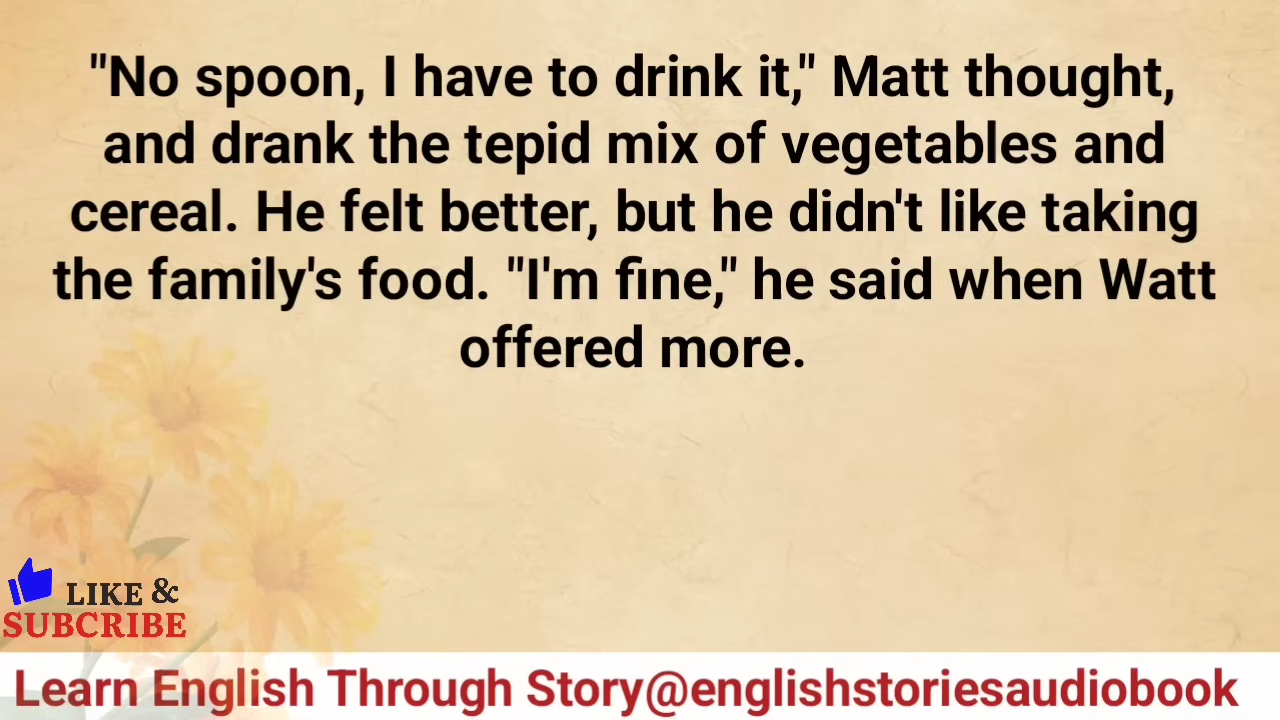 "No spoon, I have to drink it," Matt thought,
and drank the tepid mix of vegetables and
cereal. He felt better, but he didn't like taking
the family's food. "I'm fine," he said when Watt
offered more.
LIKE &
SUBCRIBE
Learn English Through Story@englishstoriesaudiobook